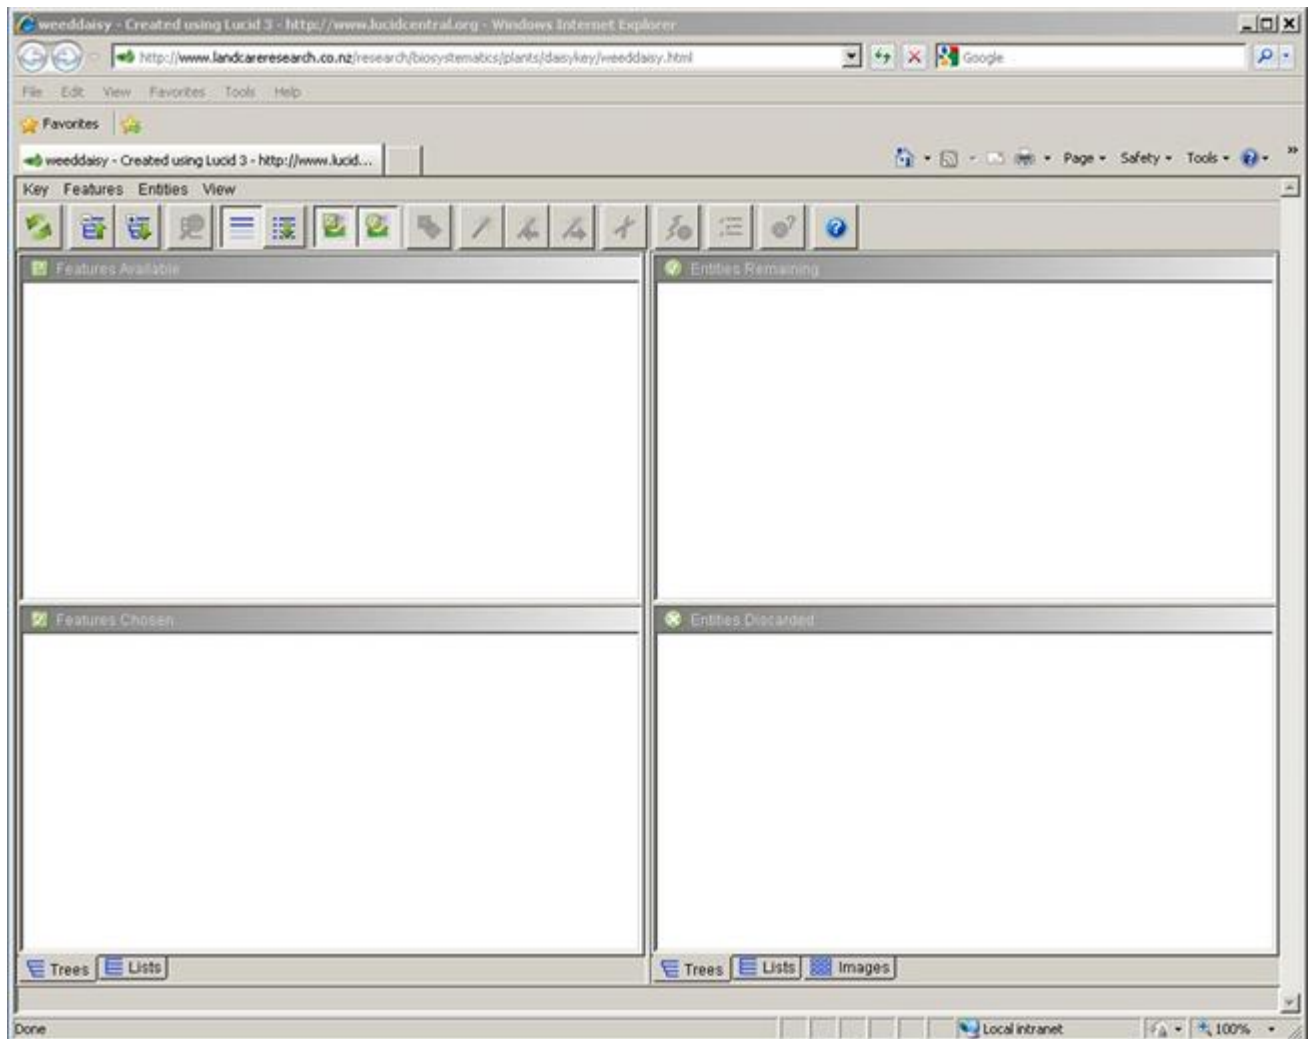 weeddaisy - Created using Lucid 3 - http://www.lucidcentral.org - Windows Internet Explorer
http://www.landcareresearch.co.nz/research/biosystematics/plants/daisykey/weeddaisy.html
Google
File Edit View Favorites Tools Help
Favorites
weeddaisy - Created using Lucid 3 - http://www.lucid...
Page Safety Tools
Key Features Entities View
Features Available
Entities Remaining
Features Chosen
Entities Discarded
Trees Lists
Trees Lists Images
Done
Local intranet
100%